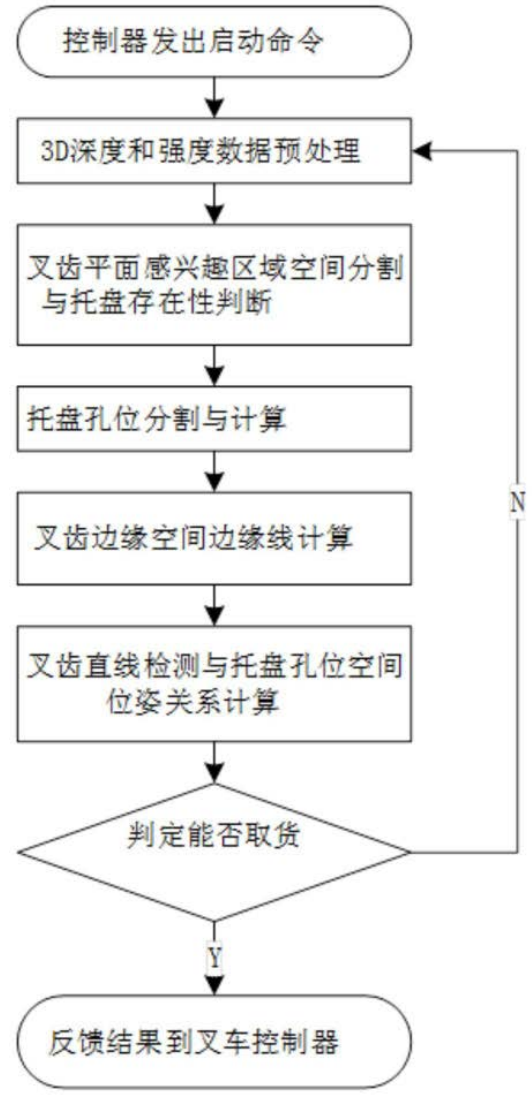 控制器发出启动命令
3D深度和强度数据预处理
叉齿平面感兴趣区域空间分割
与托盘存在性判断
托盘孔位分割与计算
叉齿边缘空间边缘线计算
叉齿直线检测与托盘孔位空间
位姿关系计算
判定能否取货
N
Y
反馈结果到叉车控制器